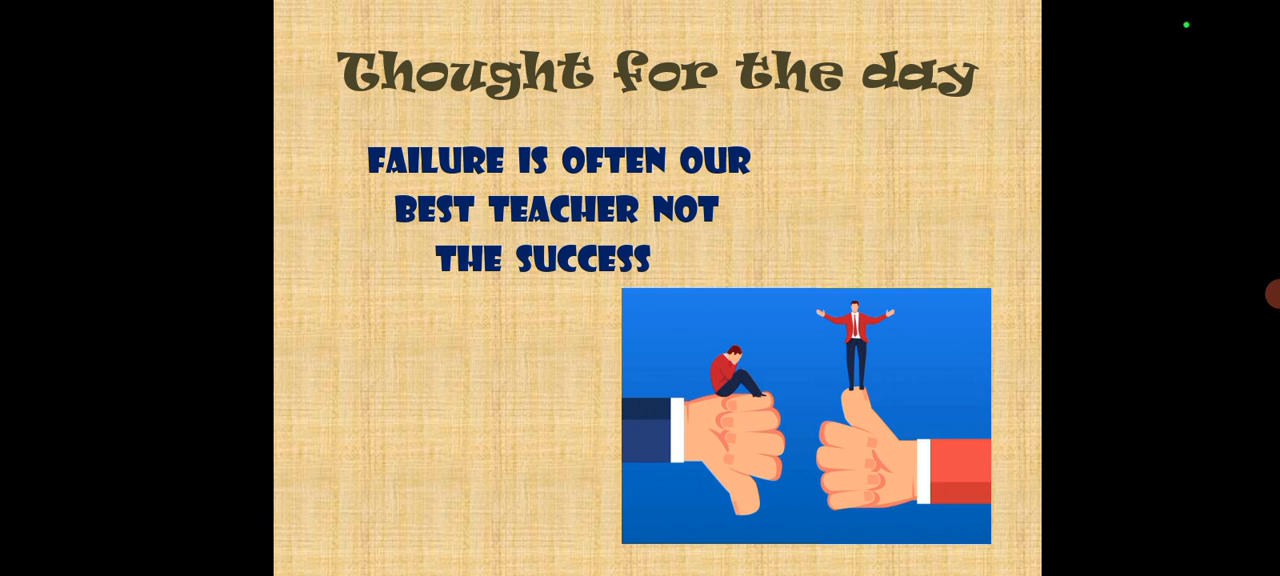 Thought for the day
FAILURE IS OFTEN OUR
BEST TEACHER NOT
THE SUCCESS